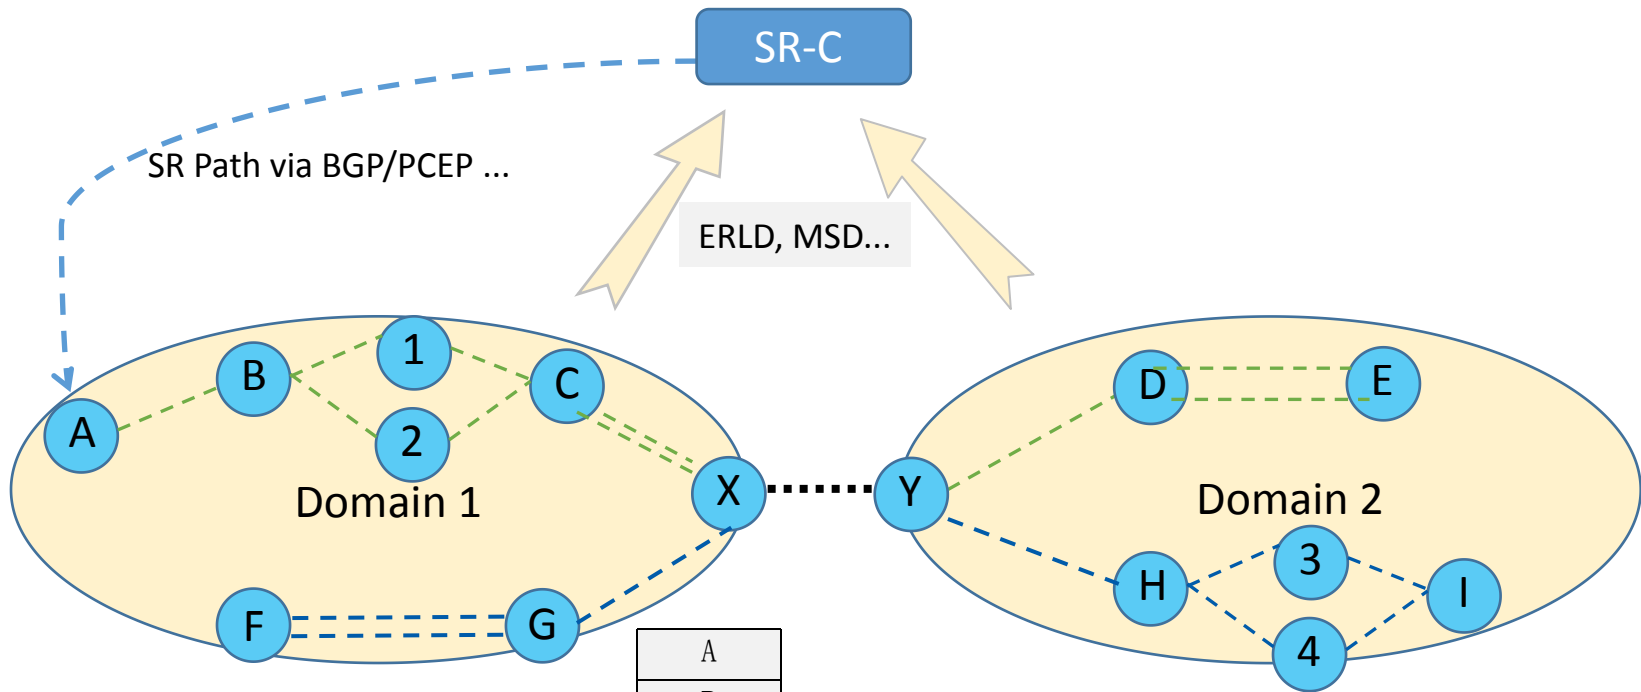 SR-C
SR Path via BGP/PCEP ...
ERLD, MSD...
1
B
C
D
E
A
2
X
Y
Domain 1
Domain 2
3
H
I
F
G
4
A